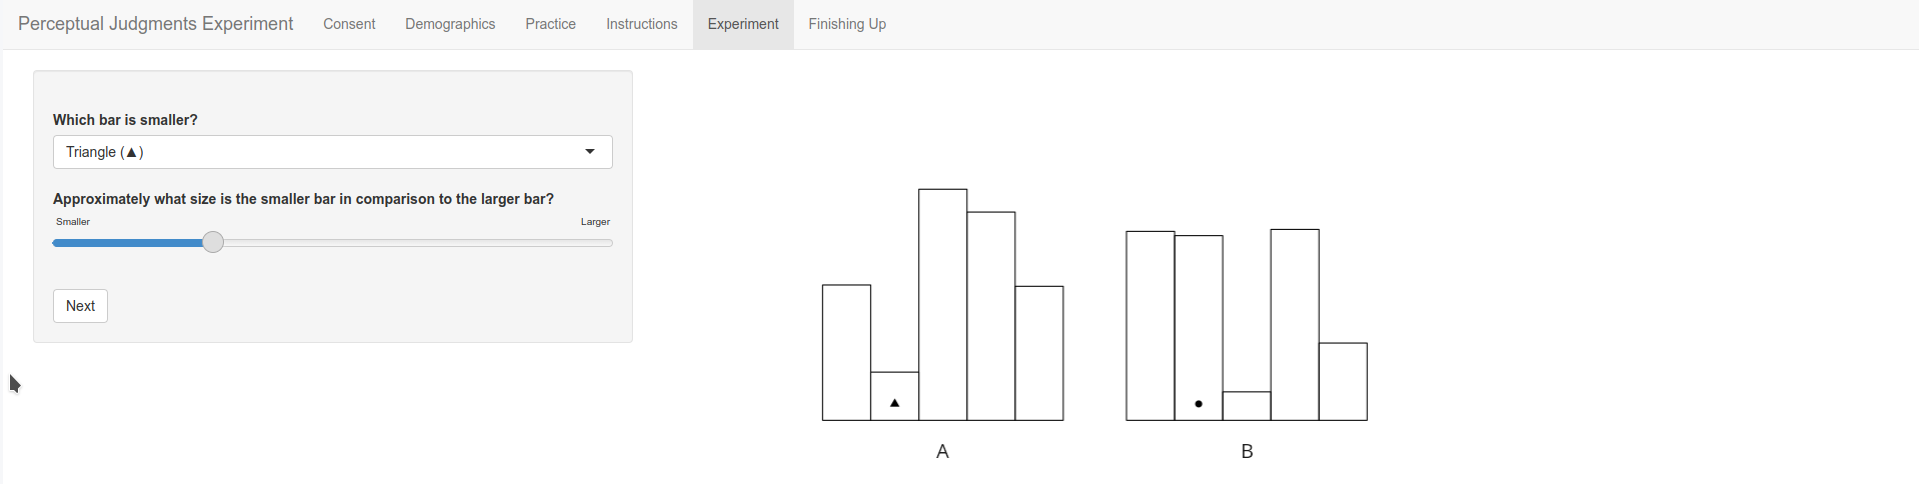 Perceptual Judgments Experiment Consent Demographics Practice Instructions Experiment Finishing Up
Which bar is smaller?
Triangle (▲)
Approximately what size is the smaller bar in comparison to the larger bar?
Smaller Larger
Next
A B